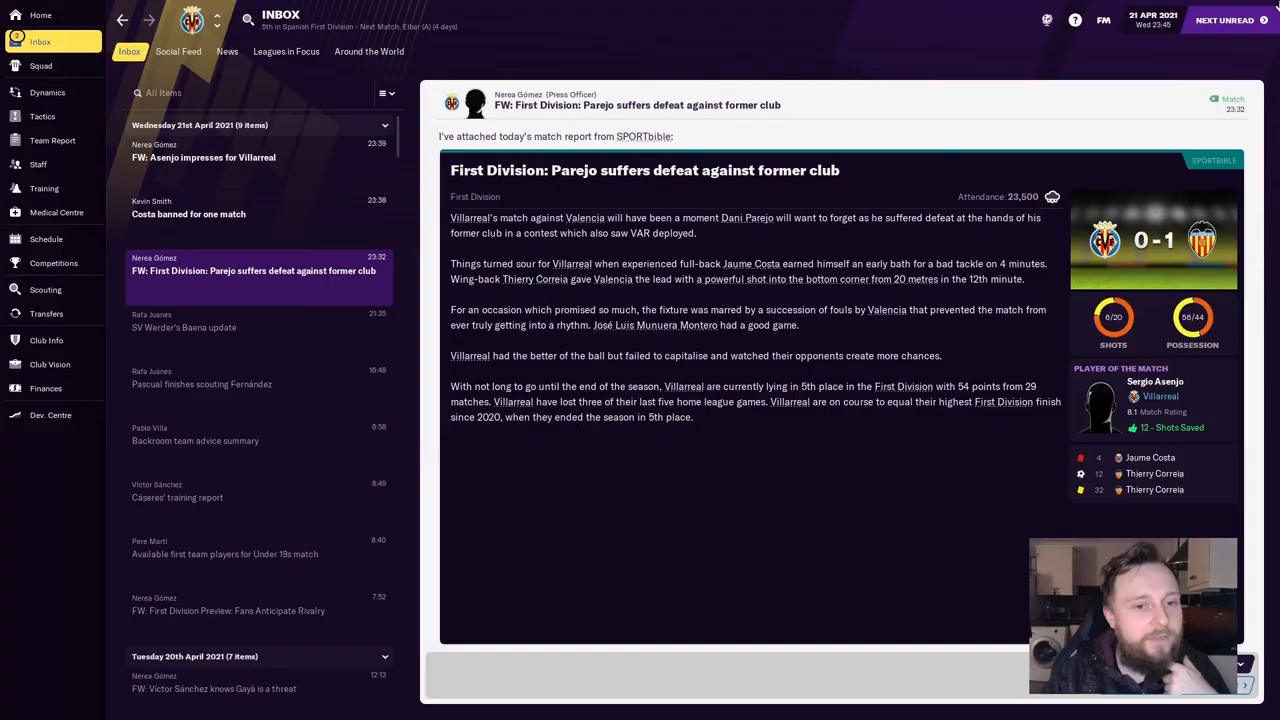 Home
2
Inbox
Squad
Dynamics
Tactics
Team Report
Staff
Training
Medical Centre
Schedule
Competitions
Scouting
Transfers
Club Info
Club Vision
Finances
Dev. Centre
INBOX
5th in Spanish First Division - Next Match: Eibar (A) (4 days)
?
FM
21 APR 2021
Wed 23:45
NEXT UNREAD
Inbox
Social Feed
News
Leagues in Focus
Around the World
All Items
Wednesday 21st April 2021 (9 items)
Nerea Gómez 23:39
FW: Asenjo impresses for Villarreal
Kevin Smith 23:38
Costa banned for one match
Nerea Gómez 23:32
FW: First Division: Parejo suffers defeat against former club
Rafa Juanes 21:35
SV Werder's Baena update
Rafa Juanes 16:48
Pascual finishes scouting Fernández
Pablo Villa 8:58
Backroom team advice summary
Víctor Sánchez 8:49
Cáseres' training report
Pere Martí 8:40
Available first team players for Under 19s match
Nerea Gómez 7:52
FW: First Division Preview: Fans Anticipate Rivalry
Tuesday 20th April 2021 (7 items)
Nerea Gómez 12:13
FW: Víctor Sánchez knows Gayà is a threat
Nerea Gómez (Press Officer)
FW: First Division: Parejo suffers defeat against former club
Match
23:32
I've attached today's match report from SPORTbible:
SPORTBIBLE
First Division: Parejo suffers defeat against former club
First Division
Attendance: 23,500
Villarreal's match against Valencia will have been a moment Dani Parejo will want to forget as he suffered defeat at the hands of his
former club in a contest which also saw VAR deployed.
Things turned sour for Villarreal when experienced full-back Jaume Costa earned himself an early bath for a bad tackle on 4 minutes.
Wing-back Thierry Correia gave Valencia the lead with a powerful shot into the bottom corner from 20 metres in the 12th minute.
For an occasion which promised so much, the fixture was marred by a succession of fouls by Valencia that prevented the match from
ever truly getting into a rhythm. José Luis Munuera Montero had a good game.
Villarreal had the better of the ball but failed to capitalise and watched their opponents create more chances.
With not long to go until the end of the season, Villarreal are currently lying in 5th place in the First Division with 54 points from 29
matches. Villarreal have lost three of their last five home league games. Villarreal are on course to equal their highest First Division finish
since 2020, when they ended the season in 5th place.
0-1
6/20
SHOTS
56/44
POSSESSION
PLAYER OF THE MATCH
Sergio Asenjo
Villarreal
8.1 Match Rating
12 - Shots Saved
4 Jaume Costa
12 Thierry Correia
32 Thierry Correia